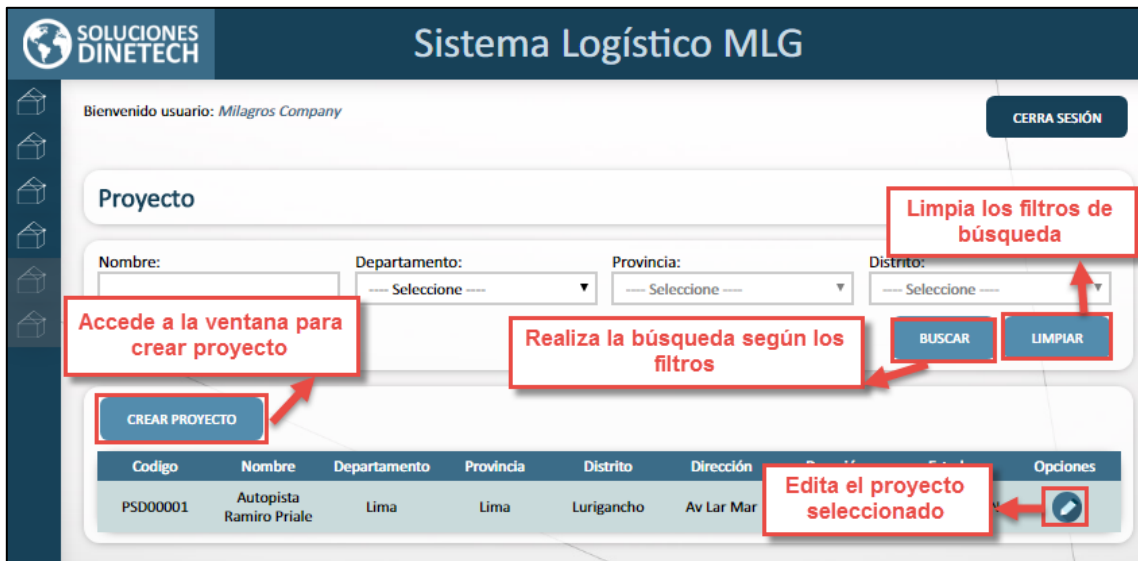 SOLUCIONES
DINETECH
Sistema Logístico MLG
Bienvenido usuario: Milagros Company
CERRA SESIÓN
Proyecto
Limpia los filtros de
búsqueda
Nombre: Departamento: Provincia: Distrito:
---- Seleccione ---- ---- Seleccione ---- ---- Seleccione ----
Accede a la ventana para
crear proyecto
Realiza la búsqueda según los
filtros
BUSCAR LIMPIAR
CREAR PROYECTO
Codigo Nombre Departamento Provincia Distrito Dirección Opciones
PSD00001 Autopista Ramiro Priale Lima Lima Lurigancho Av Lar Mar
Edita el proyecto
seleccionado